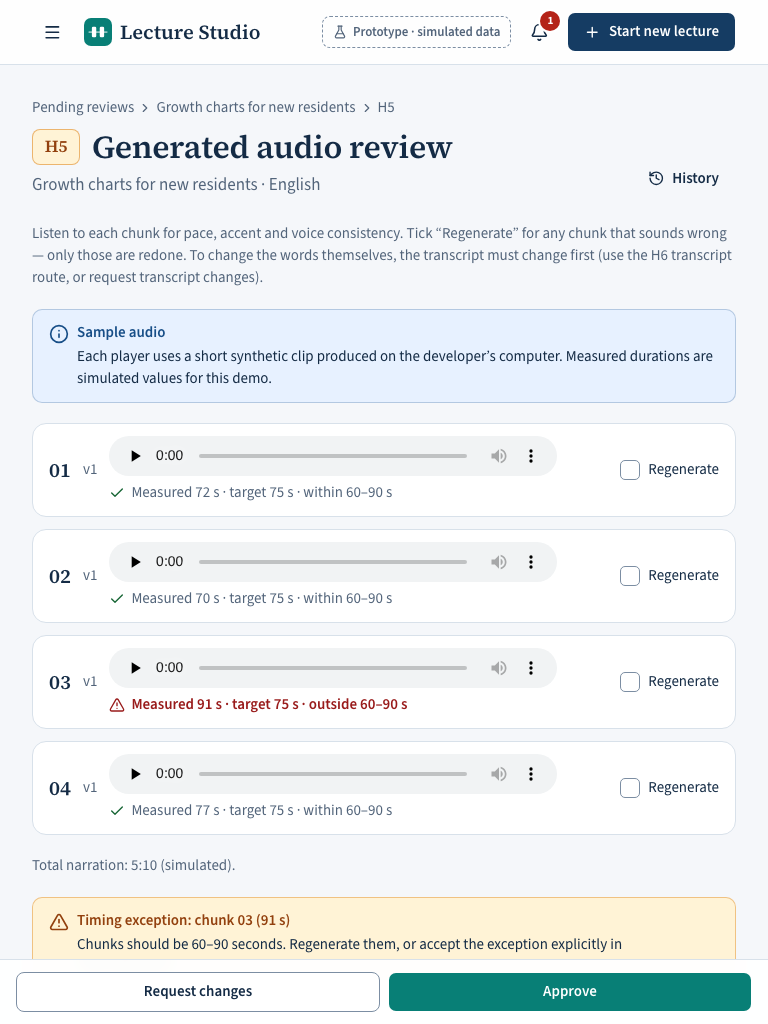 Lecture Studio
Prototype · simulated data
1
Start new lecture
Pending reviews > Growth charts for new residents > H5
H5 Generated audio review
Growth charts for new residents · English
History
Listen to each chunk for pace, accent and voice consistency. Tick “Regenerate” for any chunk that sounds wrong
— only those are redone. To change the words themselves, the transcript must change first (use the H6 transcript
route, or request transcript changes).
Sample audio
Each player uses a short synthetic clip produced on the developer’s computer. Measured durations are
simulated values for this demo.
01 v1 0:00 Regenerate
Measured 72 s · target 75 s · within 60–90 s
02 v1 0:00 Regenerate
Measured 70 s · target 75 s · within 60–90 s
03 v1 0:00 Regenerate
Measured 91 s · target 75 s · outside 60–90 s
04 v1 0:00 Regenerate
Measured 77 s · target 75 s · within 60–90 s
Total narration: 5:10 (simulated).
Timing exception: chunk 03 (91 s)
Chunks should be 60–90 seconds. Regenerate them, or accept the exception explicitly in
Request changes
Approve